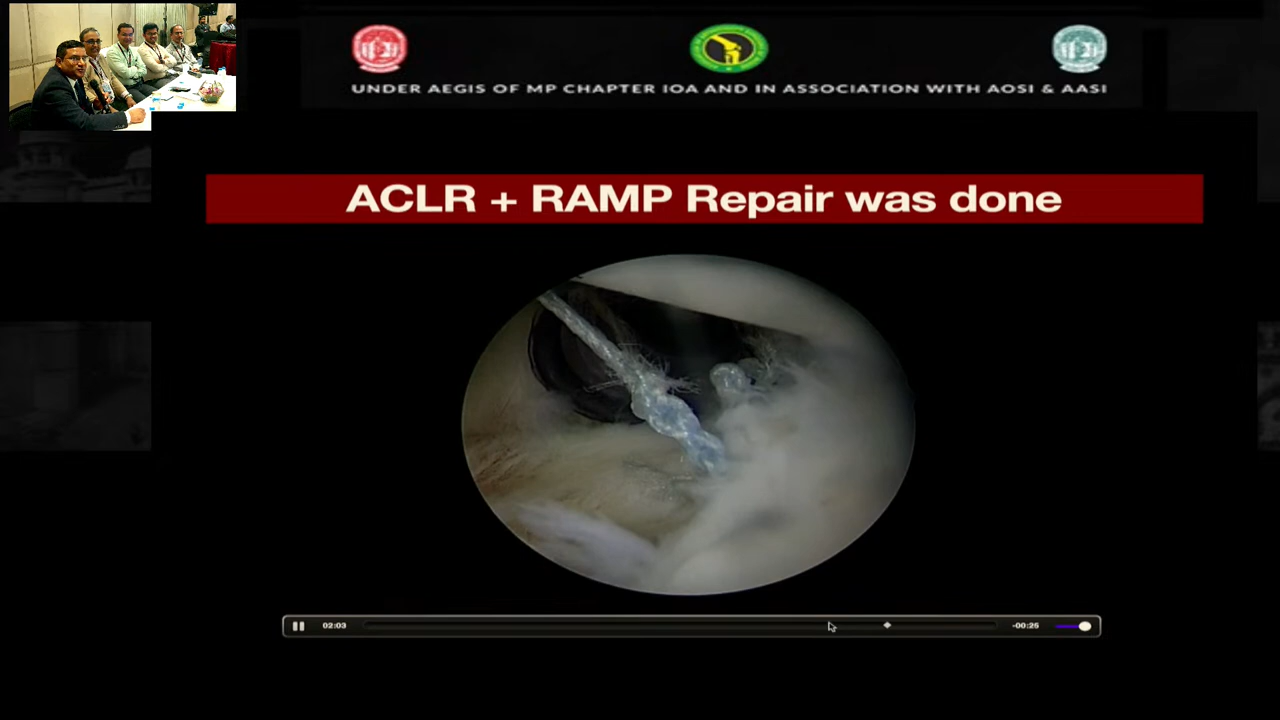 UNDER AEGIS OF MP CHAPTER IOA AND IN ASSOCIATION WITH AOSI & AASI
ACLR + RAMP Repair was done
02:03
-00:25